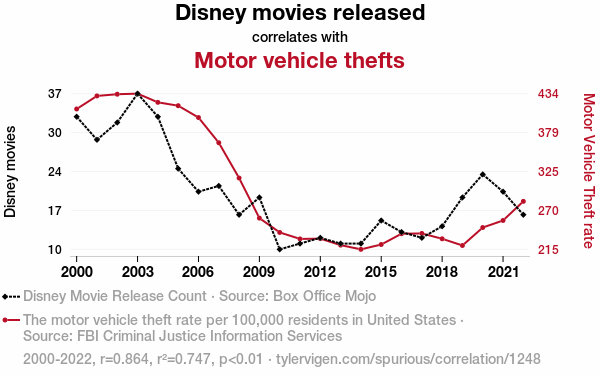 Disney movies released
correlates with
Motor vehicle thefts
37
30
24
17
10
Disney movies
434
379
325
270
215
Motor Vehicle Theft rate
2000
2003
2006
2009
2012
2015
2018
2021
Disney Movie Release Count · Source: Box Office Mojo
The motor vehicle theft rate per 100,000 residents in United States ·
Source: FBI Criminal Justice Information Services
2000-2022, r=0.864, r²=0.747, p<0.01 · tylervigen.com/spurious/correlation/1248